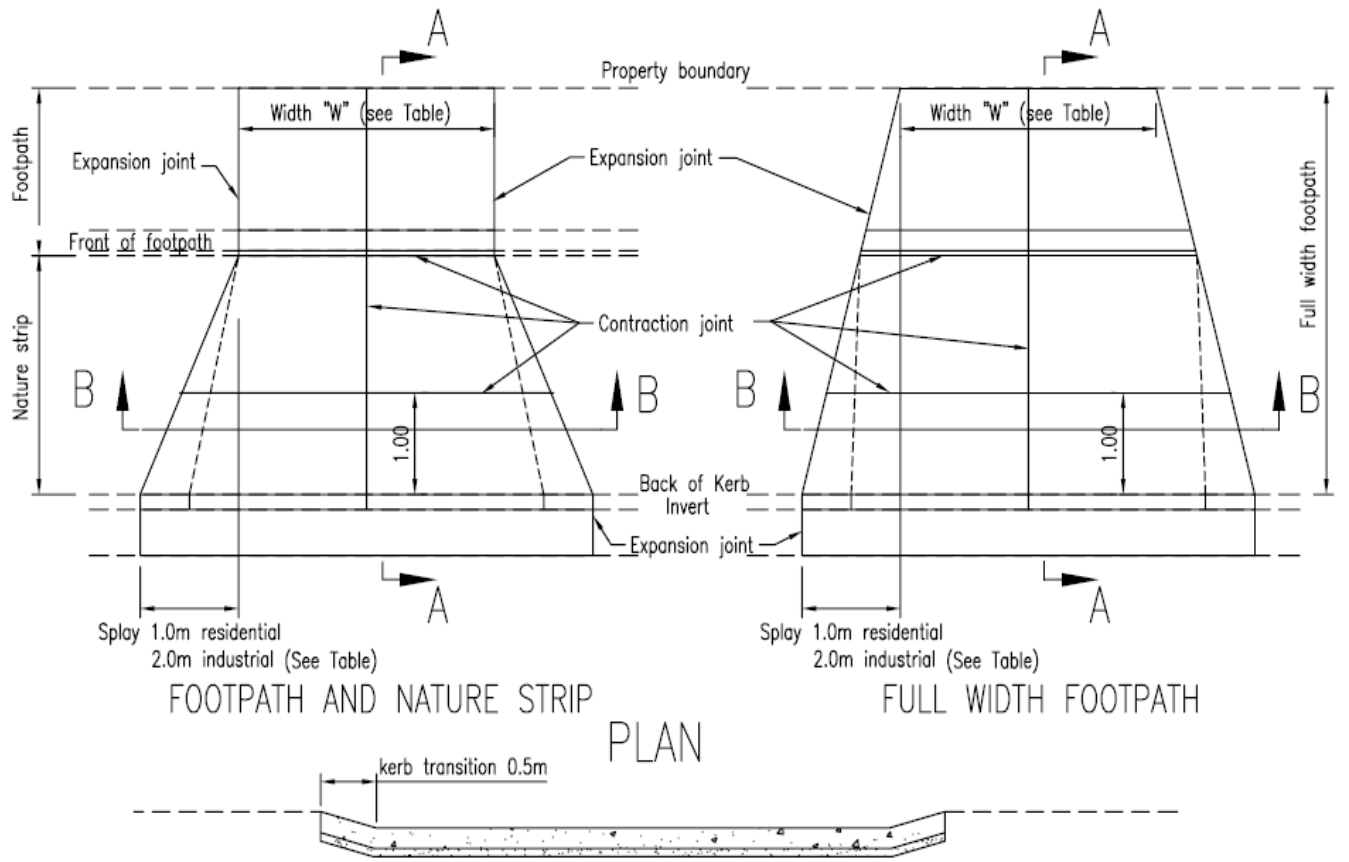 A
A
Property boundary
Width "W" (see Table)
Width "W" (see Table)
Footpath
Expansion joint
Expansion joint
Full width footpath
Front of footpath
Contraction joint
Nature strip
B
B
B
B
1.00
1.00
Back of Kerb
Invert
Expansion joint
A
A
Splay 1.0m residential
2.0m industrial (See Table)
Splay 1.0m residential
2.0m industrial (See Table)
FOOTPATH AND NATURE STRIP
FULL WIDTH FOOTPATH
PLAN
kerb transition 0.5m